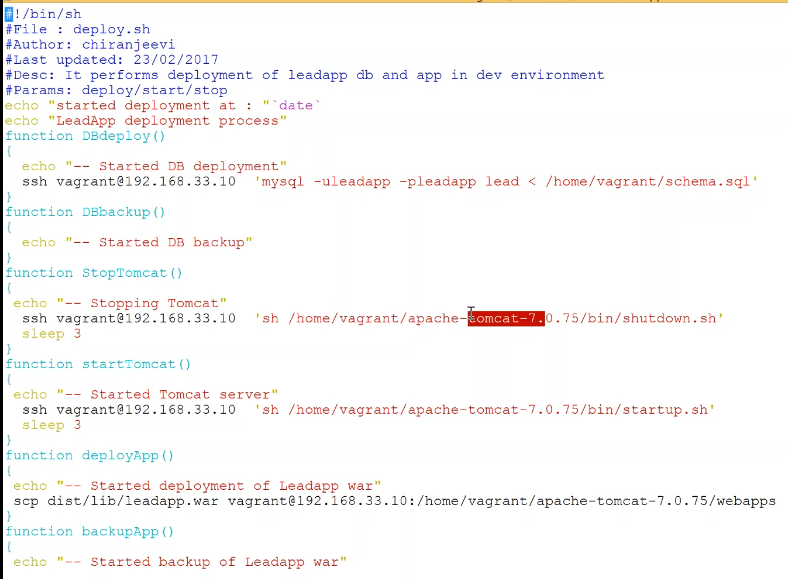 #!/bin/sh
#File : deploy.sh
#Author: chiranjeevi
#Last updated: 23/02/2017
#Desc: It performs deployment of leadapp db and app in dev environment
#Params: deploy/start/stop
echo "started deployment at : "`date`
echo "LeadApp deployment process"
function DBdeploy()
{
  echo "-- Started DB deployment"
  ssh vagrant@192.168.33.10  'mysql -uleadapp -pleadapp lead < /home/vagrant/schema.sql'
}
function DBbackup()
{
  echo "-- Started DB backup"
}
function StopTomcat()
{
 echo "-- Stopping Tomcat"
  ssh vagrant@192.168.33.10  'sh /home/vagrant/apache-tomcat-7.0.75/bin/shutdown.sh'
  sleep 3
}
function startTomcat()
{
 echo "-- Started Tomcat server"
  ssh vagrant@192.168.33.10  'sh /home/vagrant/apache-tomcat-7.0.75/bin/startup.sh'
  sleep 3
}
function deployApp()
{
 echo "-- Started deployment of Leadapp war"
 scp dist/lib/leadapp.war vagrant@192.168.33.10:/home/vagrant/apache-tomcat-7.0.75/webapps
}
function backupApp()
{
 echo "-- Started backup of Leadapp war"